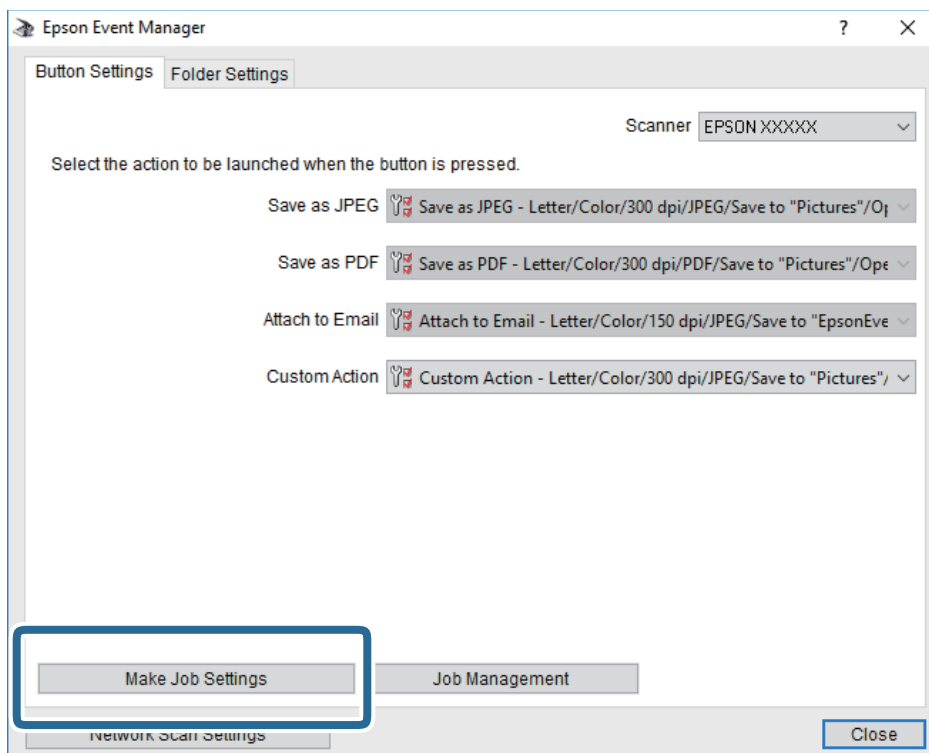 Epson Event Manager
Button Settings Folder Settings
Scanner EPSON XXXXX
Select the action to be launched when the button is pressed.
Save as JPEG Save as JPEG - Letter/Color/300 dpi/JPEG/Save to "Pictures"/Op
Save as PDF Save as PDF - Letter/Color/300 dpi/PDF/Save to "Pictures"/Ope
Attach to Email Attach to Email - Letter/Color/150 dpi/JPEG/Save to "EpsonEve
Custom Action Custom Action - Letter/Color/300 dpi/JPEG/Save to "Pictures"/
Make Job Settings Job Management
Network Scan Settings Close